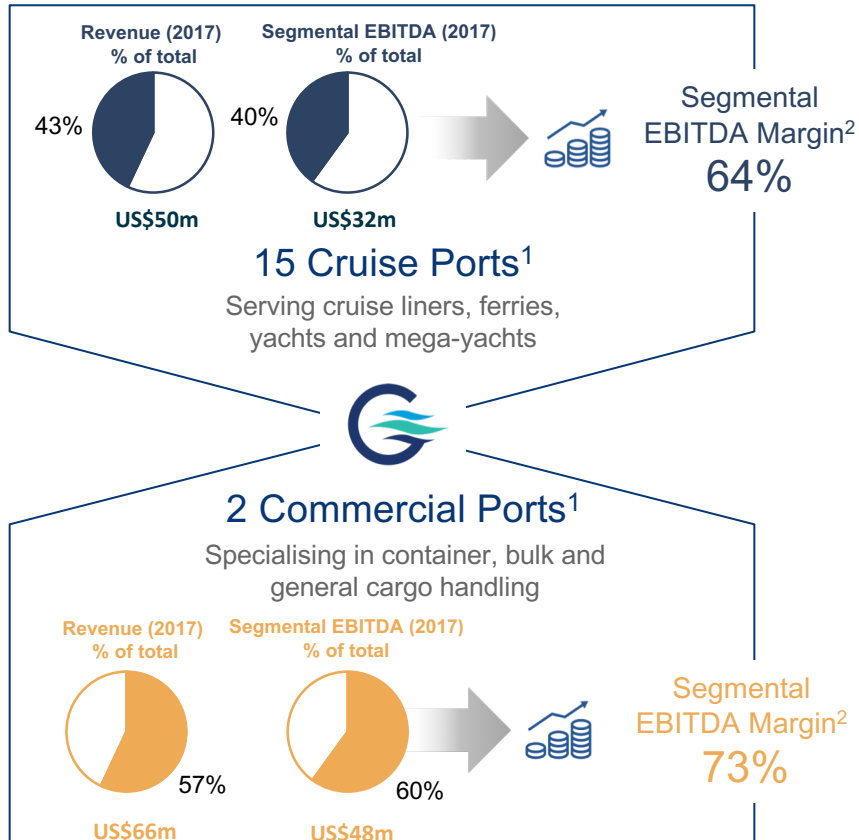 Revenue (2017)
% of total
Segmental EBITDA (2017)
% of total
43%
40%
US$50m
US$32m
Segmental
EBITDA Margin²
64%
15 Cruise Ports¹
Serving cruise liners, ferries,
yachts and mega-yachts
2 Commercial Ports¹
Specialising in container, bulk and
general cargo handling
Revenue (2017)
% of total
Segmental EBITDA (2017)
% of total
57%
60%
US$66m
US$48m
Segmental
EBITDA Margin²
73%